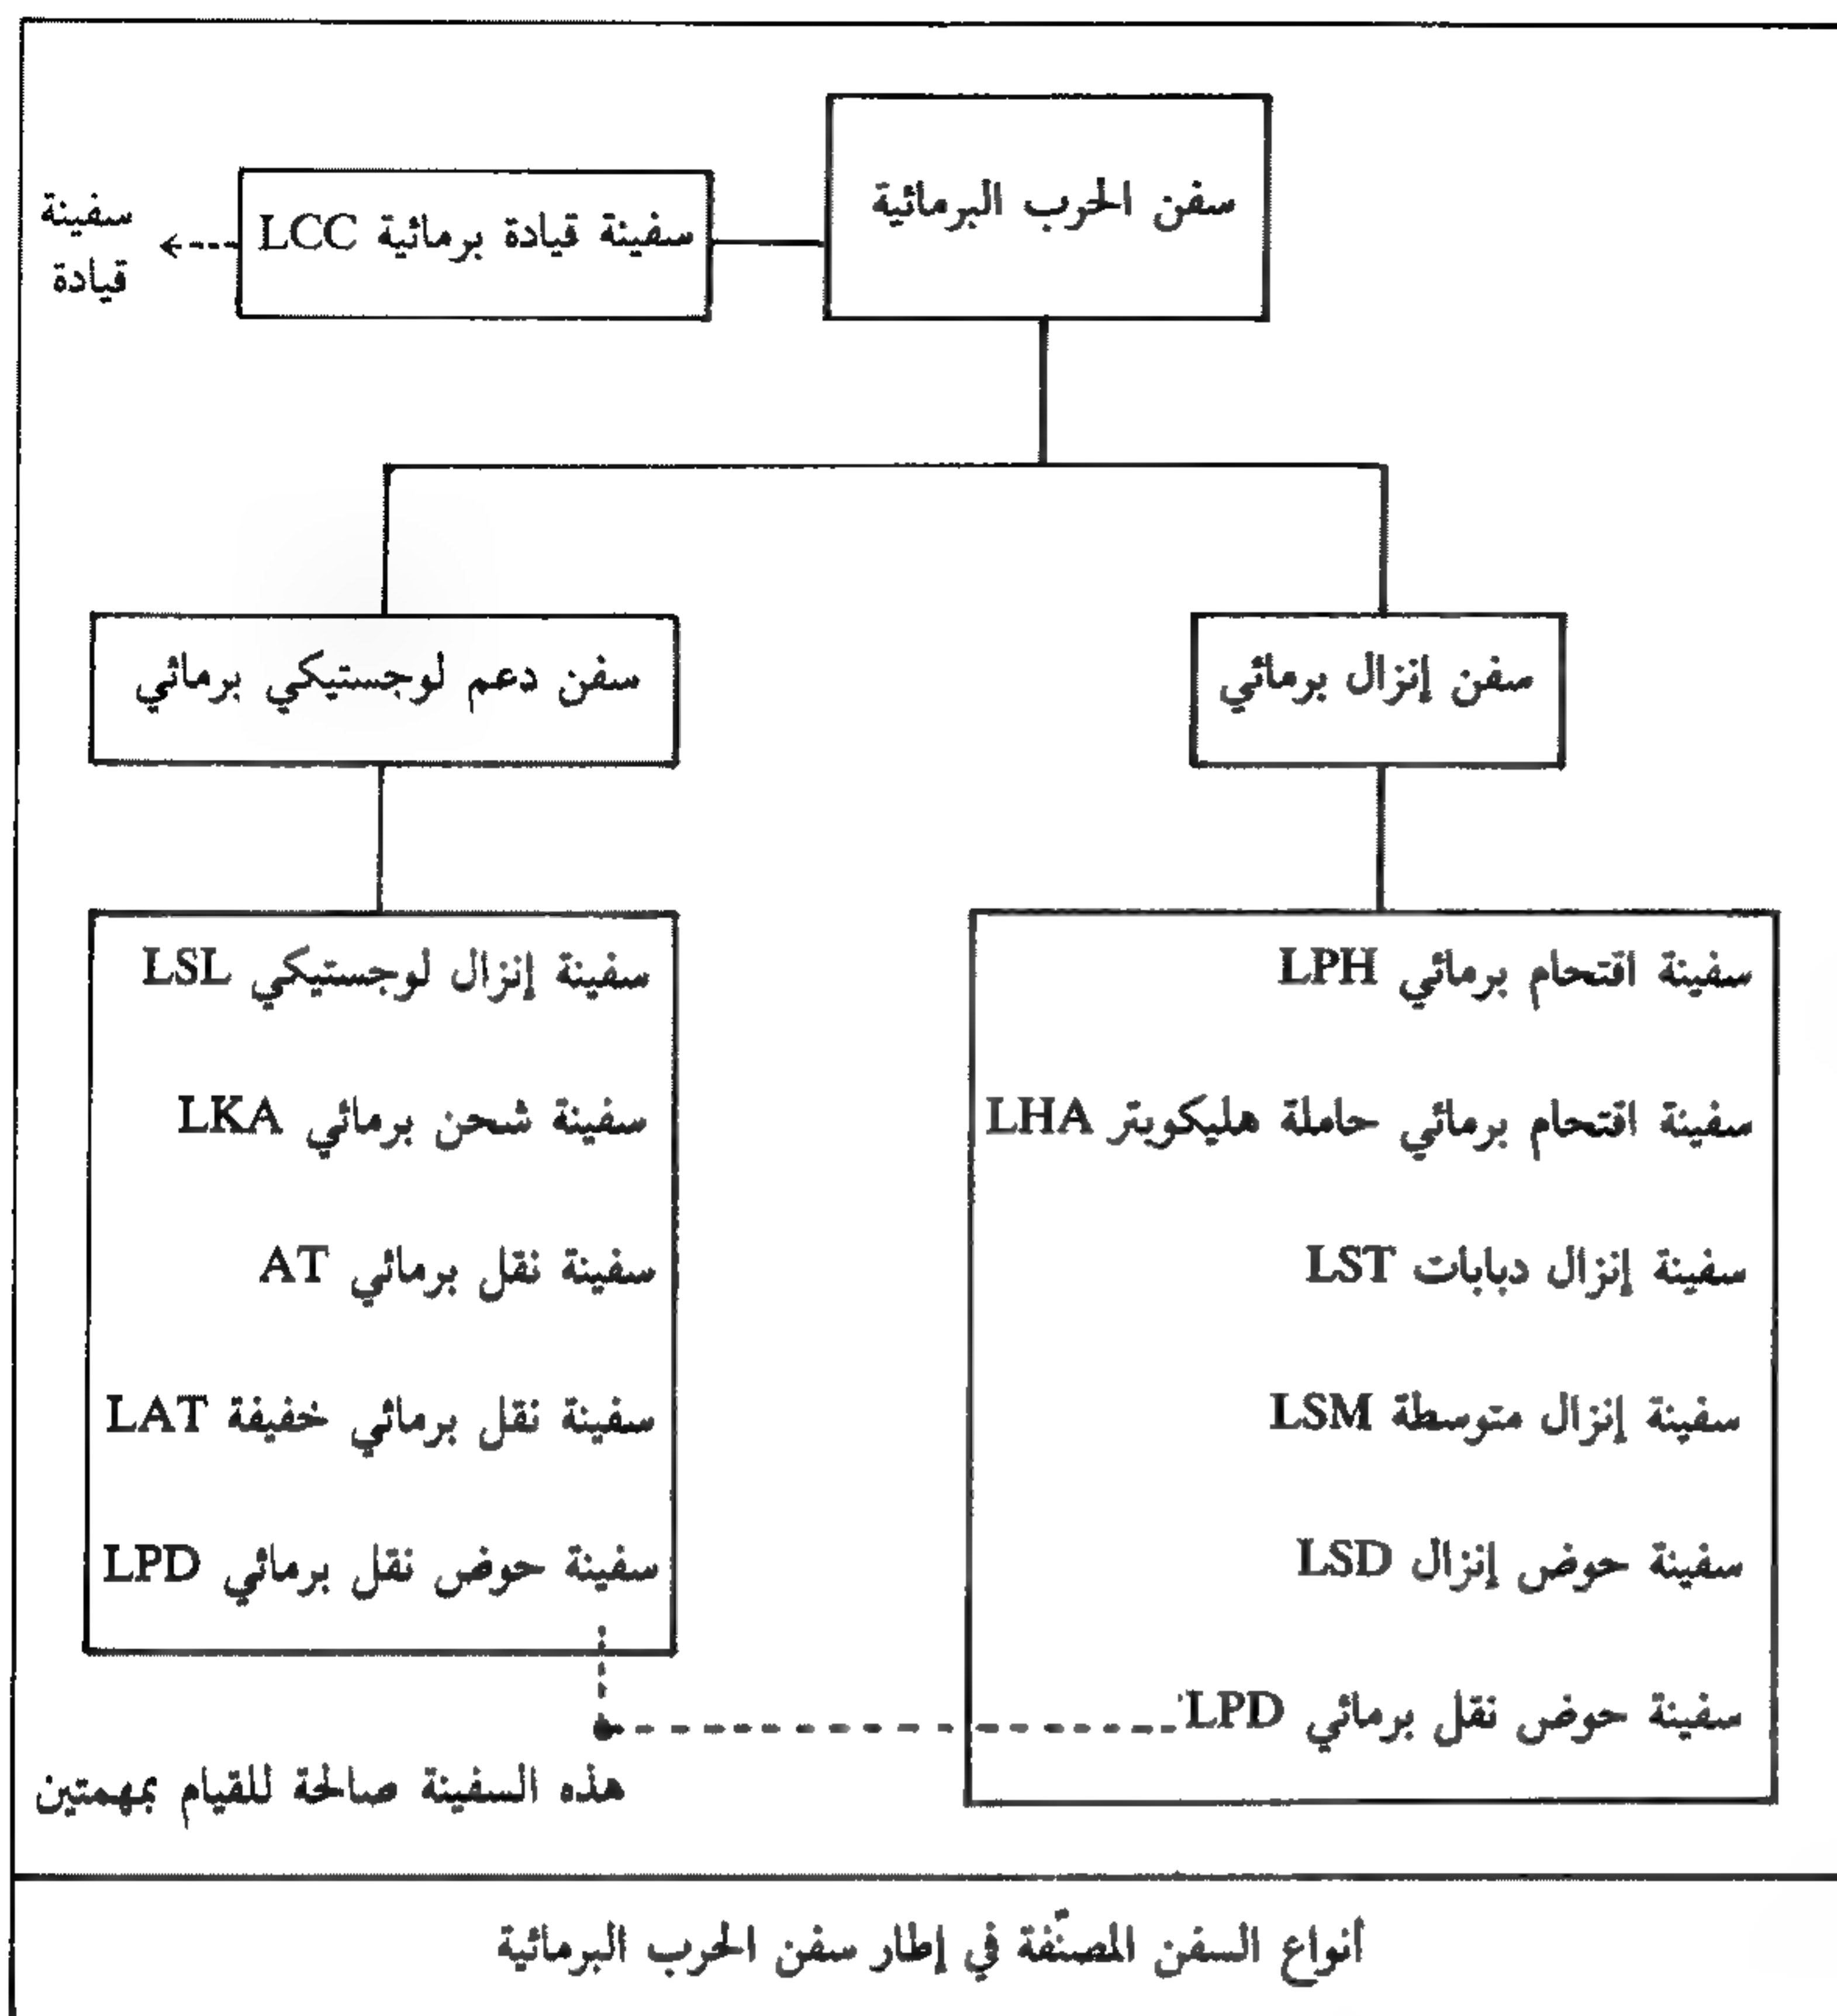 سفن الحرب البرمائية
سفينة قيادة برمائية LCC
سفينة
قيادة
سفن إنزال برمائي
سفن دعم لوجستيكي برمائي
سفينة اقتحام برمائي LPH
سفينة اقتحام برمائي حاملة هليكوبتر LHA
سفينة إنزال دبابات LST
سفينة إنزال متوسطة LSM
سفينة حوض إنزال LSD
سفينة حوض نقل برمائي LPD
سفينة إنزال لوجستيكي LSL
سفينة شحن برمائي LKA
سفينة نقل برمائي AT
سفينة نقل برمائي خفيفة LAT
سفينة حوض نقل برمائي LPD
هذه السفينة صالحة للقيام بمهمتين
أنواع السفن المصنّفة في إطار سفن الحرب البرمائية